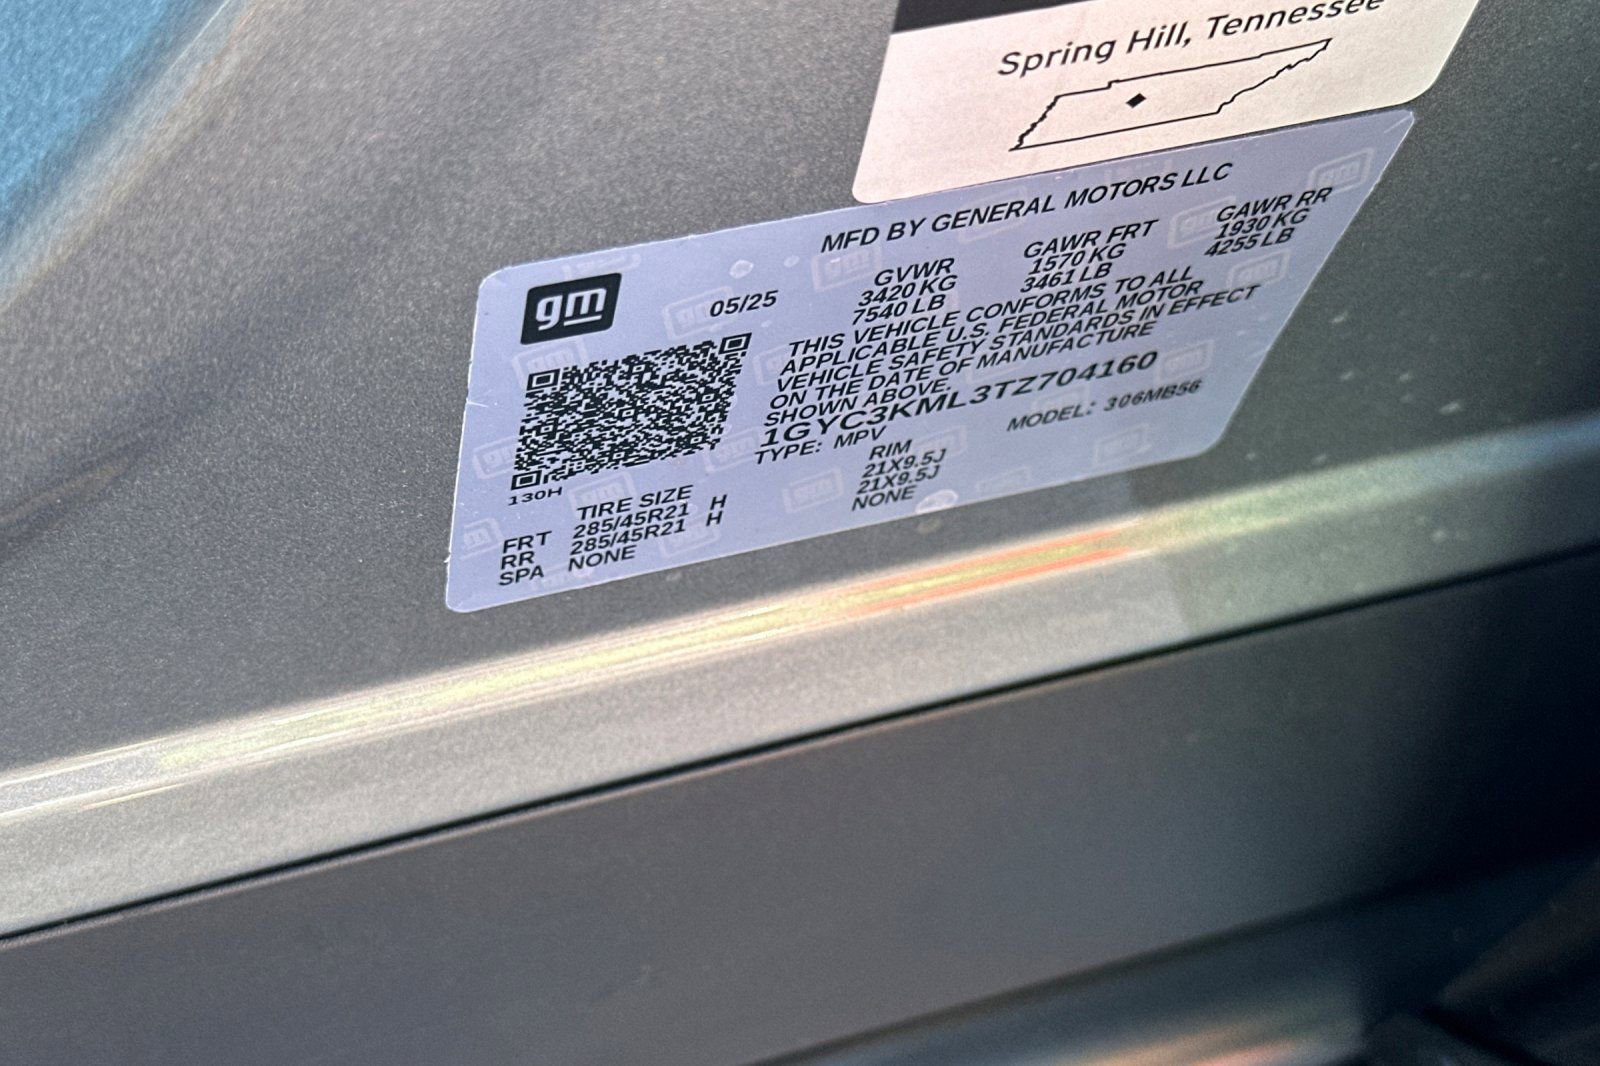 Spring Hill, Tennessee
MFD BY GENERAL MOTORS LLC
gm
05/25
GVWR GAWR FRT GAWR RR
3420 KG 1570 KG 1930 KG
7540 LB 3461 LB 4255 LB
THIS VEHICLE CONFORMS TO ALL
APPLICABLE U.S. FEDERAL MOTOR
VEHICLE SAFETY STANDARDS IN EFFECT
ON THE DATE OF MANUFACTURE
SHOWN ABOVE.
1GYC3KML3TZ704160
TYPE: MPV MODEL: 306MB56
130H
TIRE SIZE RIM
FRT 285/45R21 H 21X9.5J
RR 285/45R21 H 21X9.5J
SPA NONE NONE